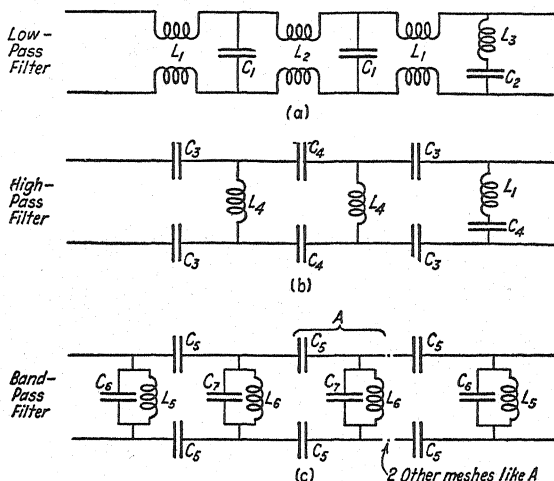 Low-
Pass
Filter
L1
C1
L2
C1
L1
L3
C2
(a)
High-
Pass
Filter
C3
C4
C3
L4
L4
L1
C4
C3
C4
C3
(b)
Band-
Pass
Filter
A
C5
C5
C5
C6
L5
C7
L6
C7
L6
C6
L5
C5
C5
C5
(c)
2 Other meshes like A